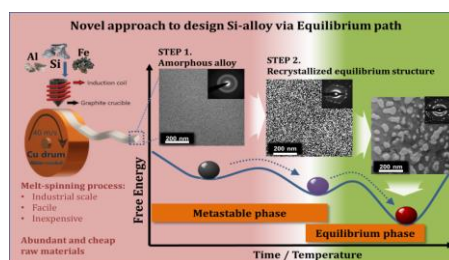 Novel approach to design Si-alloy via Equilibrium path
Al
Si
Fe
Induction coil
Graphite crucible
40 m/s
Cu drum
Melt-spinning process:
Industrial scale
Facile
Inespensive
Abundant and cheap
raw materials
STEP 1.
Amorphous alloy
200 nm
STEP 2.
Recrystallized equilibrium structure
200 nm
200 nm
Free Energy
Metastable phase
Equilibrium phase
Time / Temperature